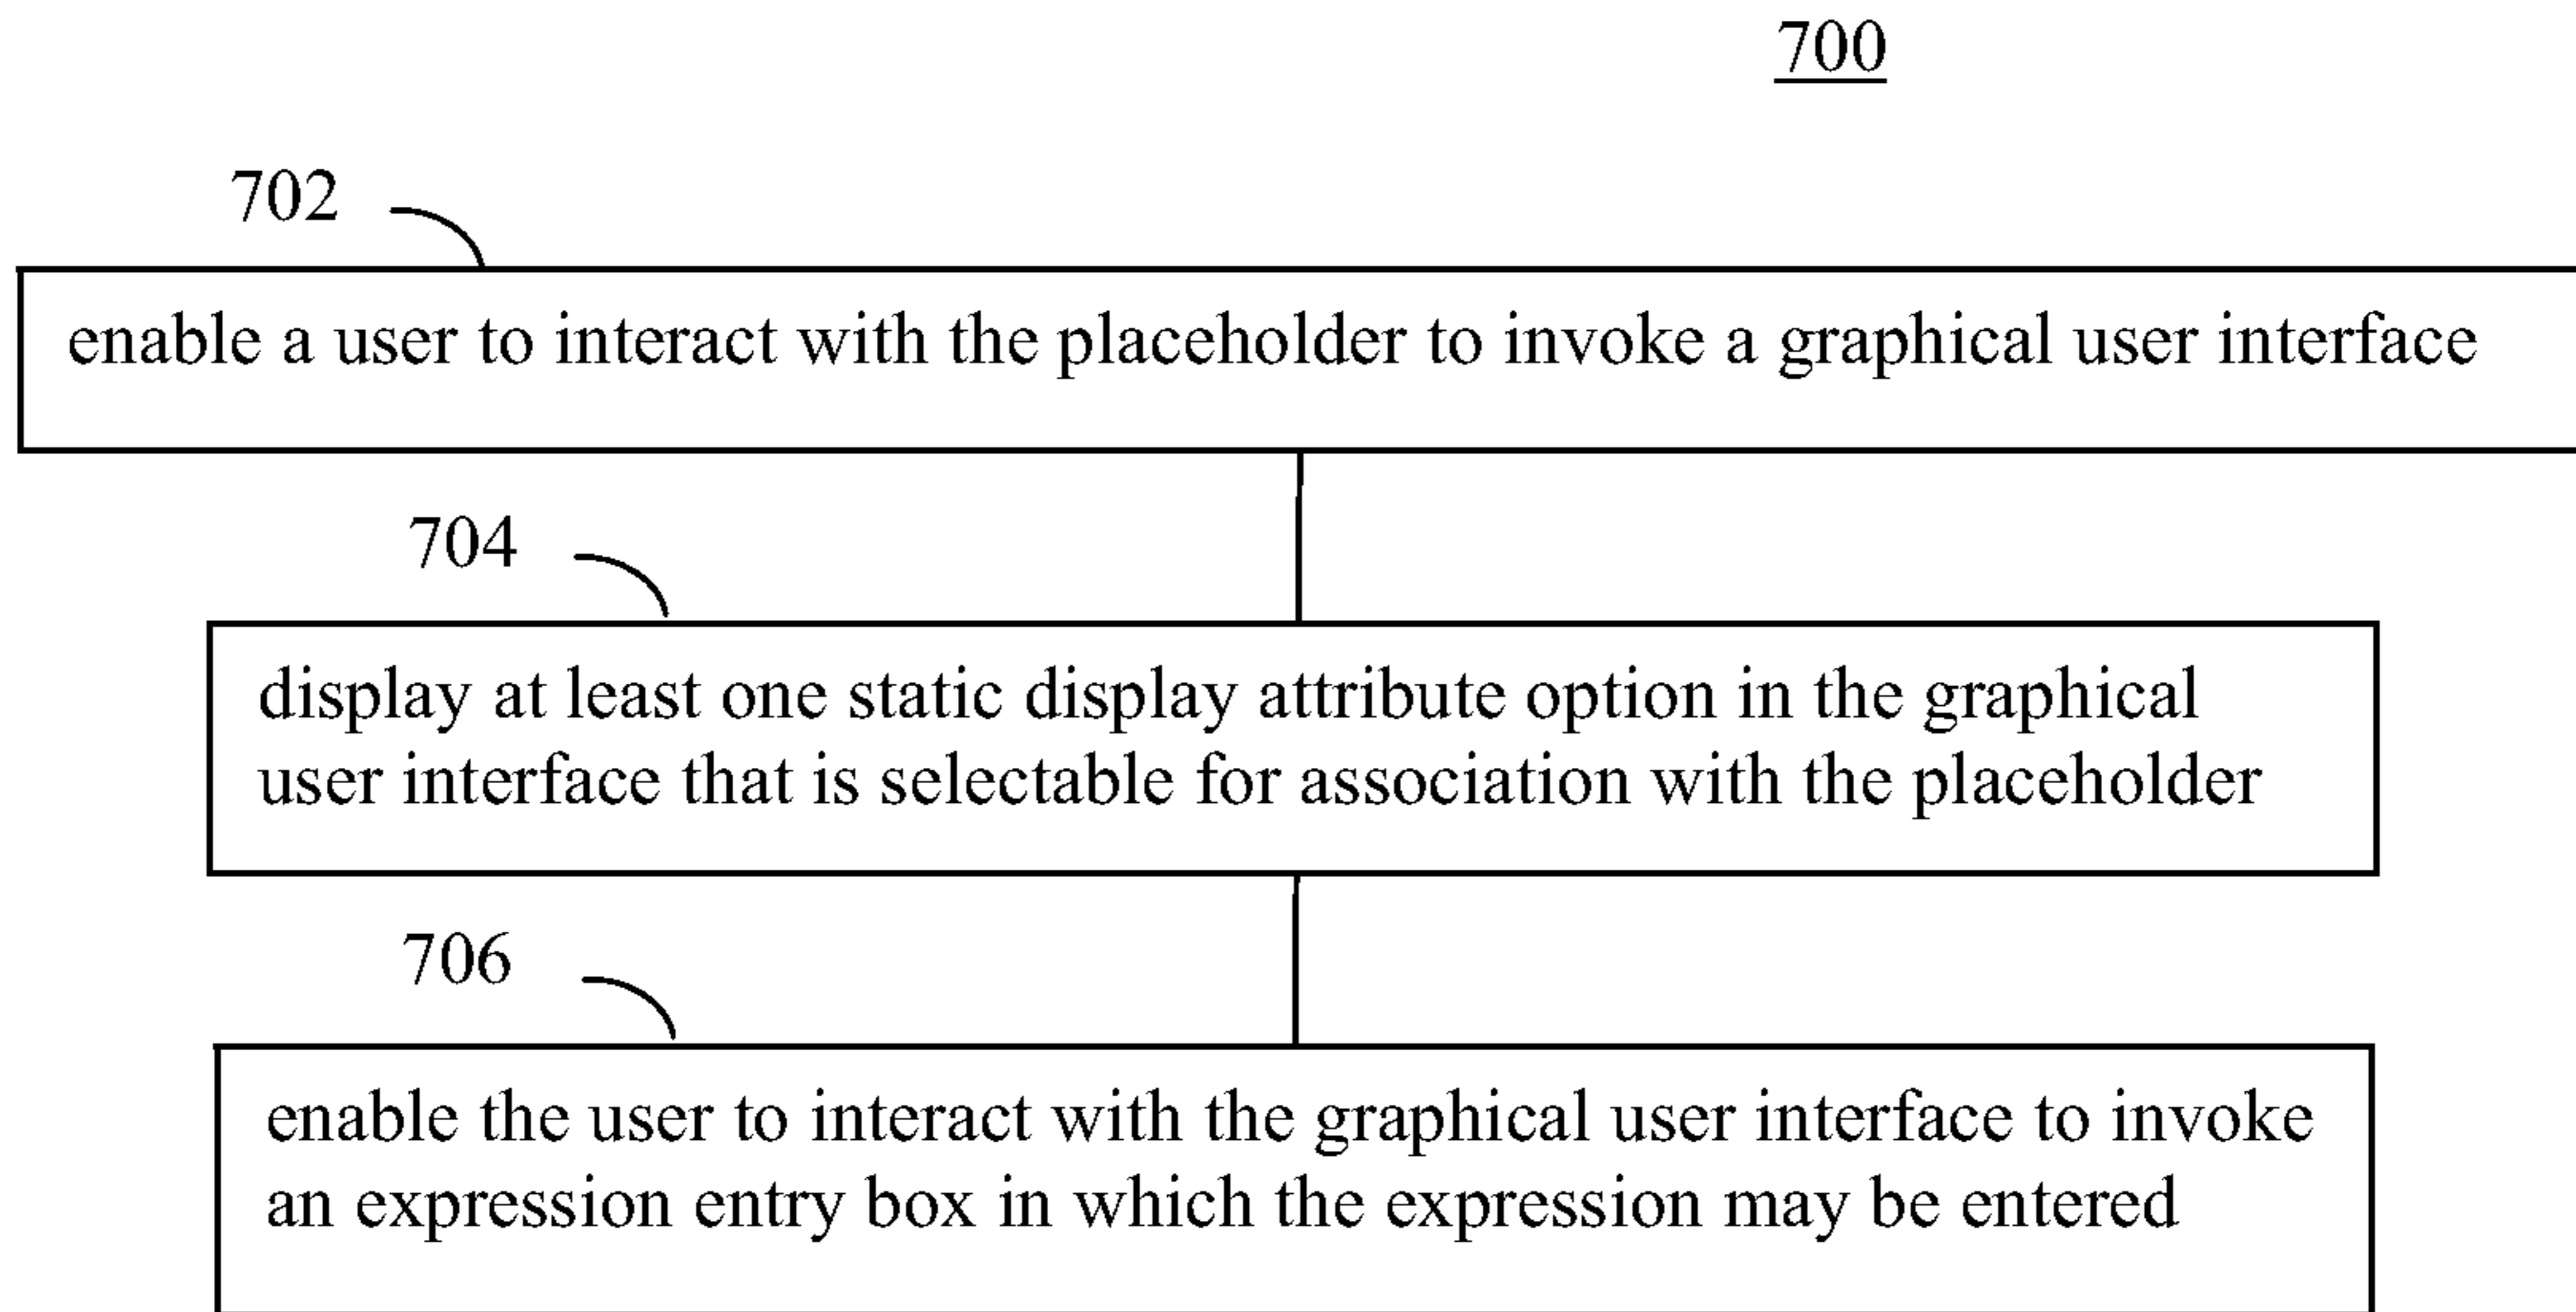 700
702
enable a user to interact with the placeholder to invoke a graphical user interface
704
display at least one static display attribute option in the graphical
user interface that is selectable for association with the placeholder
706
enable the user to interact with the graphical user interface to invoke
an expression entry box in which the expression may be entered